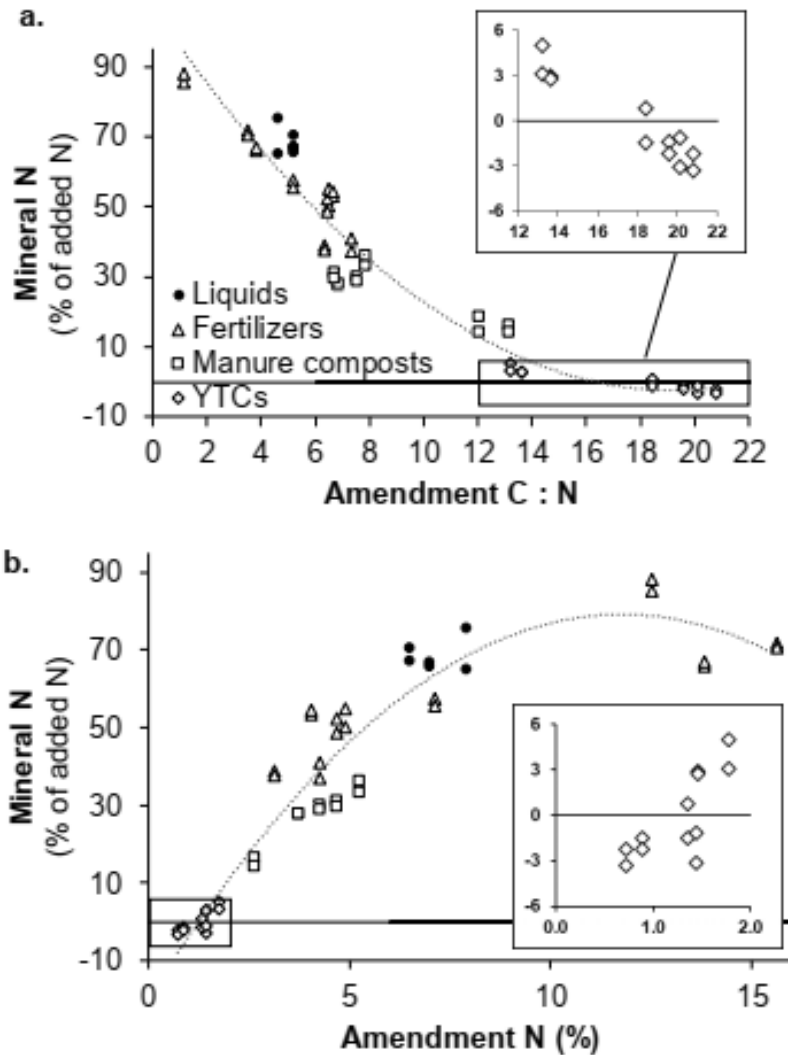 a.
6
3
0
-3
-6
12 14 16 18 20 22
Mineral N
(% of added N)
90
70
50
30
10
-10
Liquids
Fertilizers
Manure composts
YTCs
0 2 4 6 8 10 12 14 16 18 20 22
Amendment C : N
b.
Mineral N
(% of added N)
90
70
50
30
10
-10
6
3
0
-3
-6
0.0 1.0 2.0
0 5 10 15
Amendment N (%)